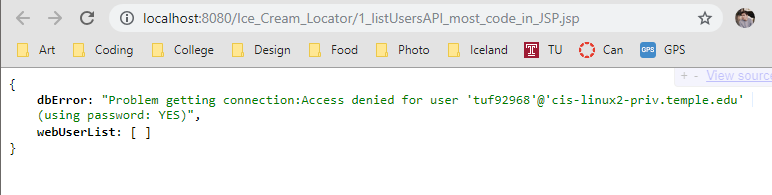 localhost:8080/Ice_Cream_Locator/1_listUsersAPI_most_code_in_JSP.jsp
Art Coding College Design Food Photo Iceland TU Can GPS GPS
+ - View source
{
dbError: "Problem getting connection:Access denied for user 'tuf92968'@'cis-linux2-priv.temple.edu'
(using password: YES)",
webUserList: [ ]
}